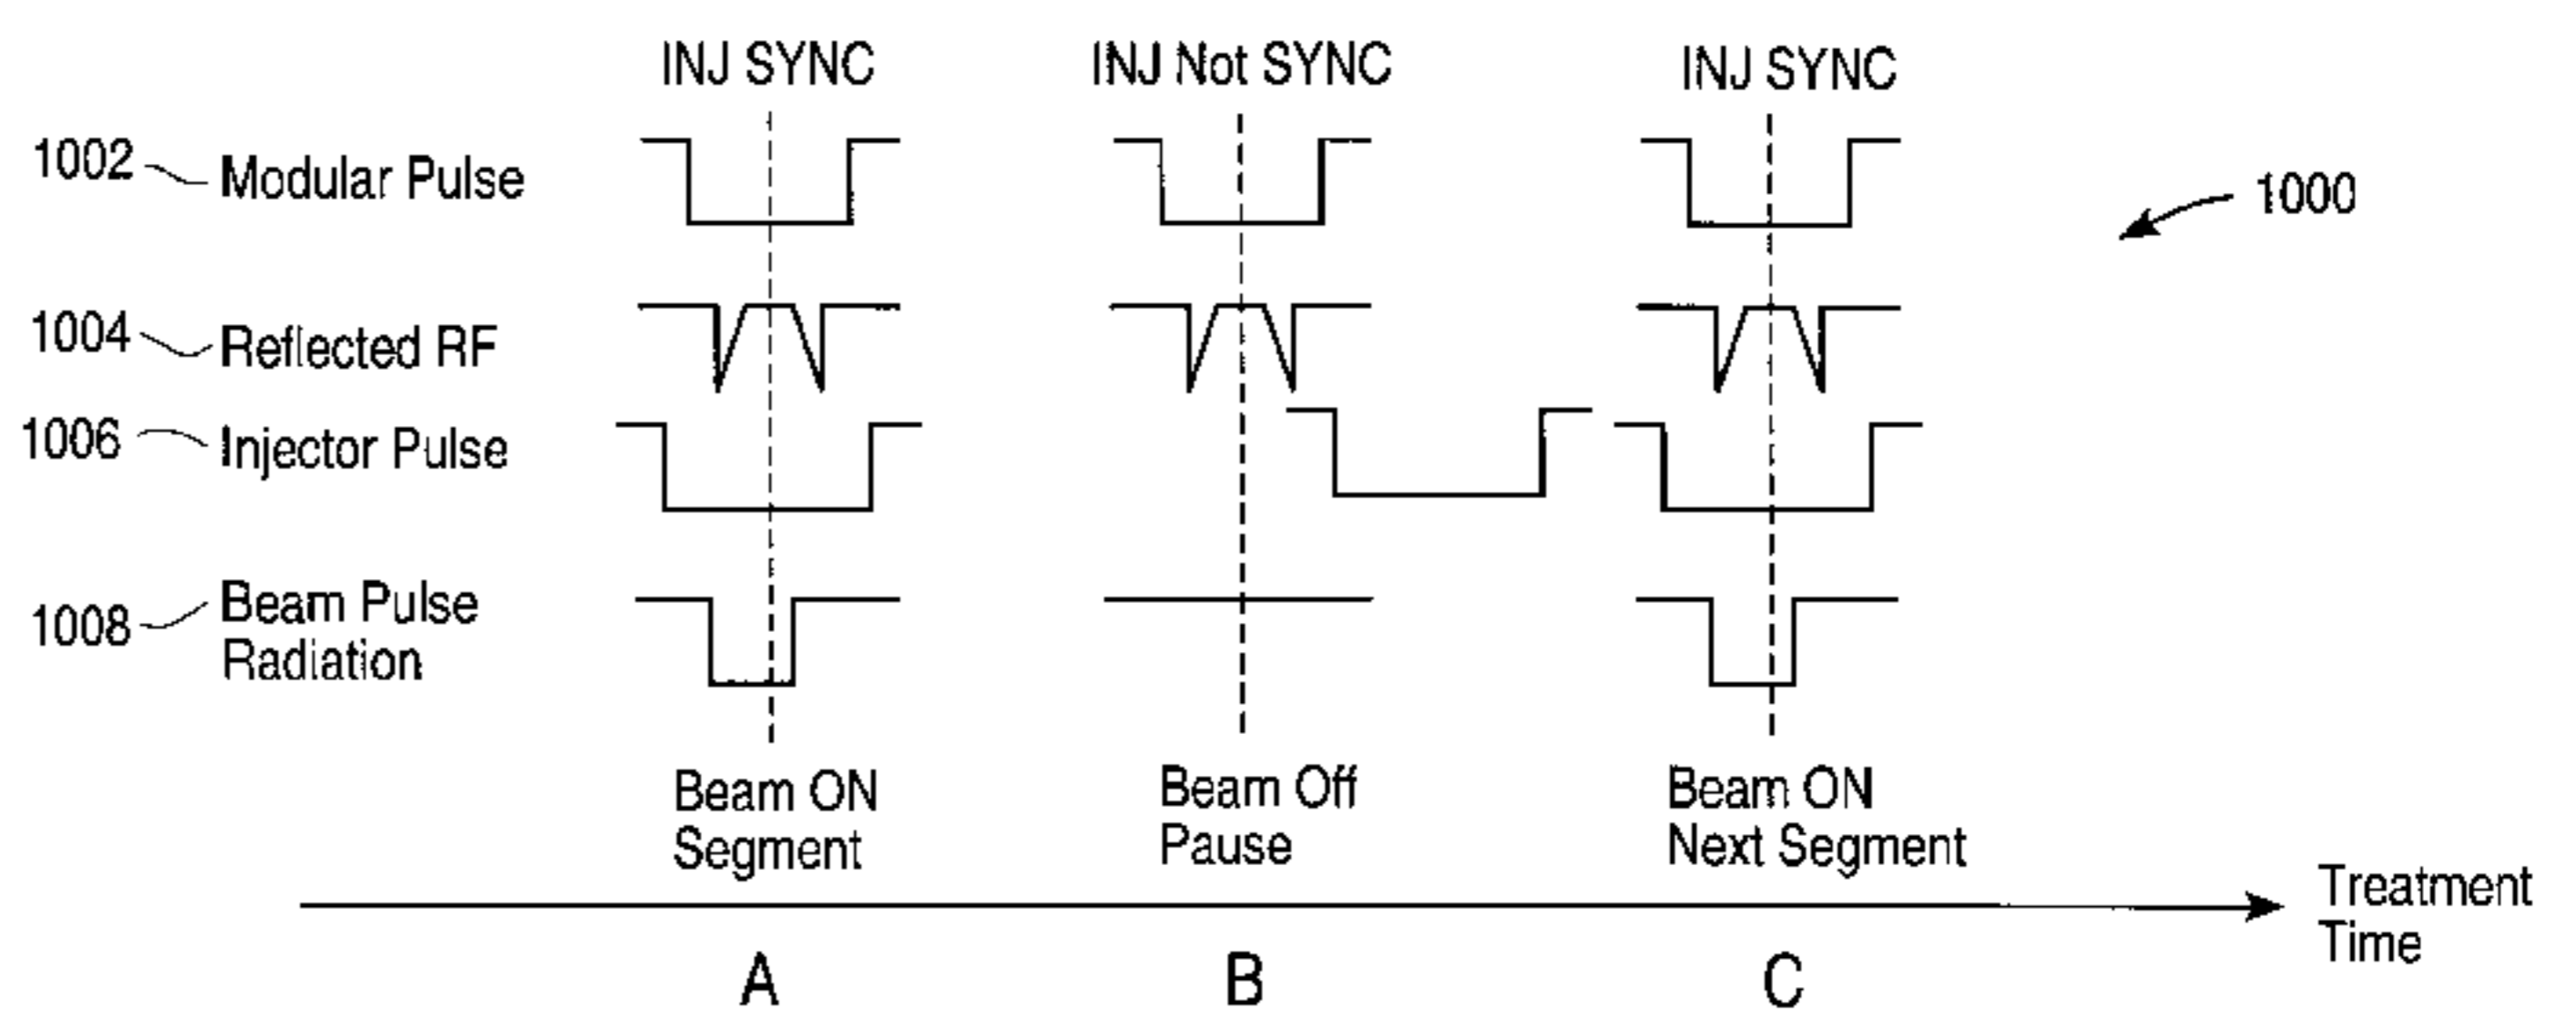 INJ SYNC
INJ Not SYNC
INJ SYNC
1002
Modular Pulse
1000
1004
Reflected RF
1006
Injector Pulse
1008
Beam Pulse
Radiation
Beam ON
Segment
Beam Off
Pause
Beam ON
Next Segment
Treatment
Time
A
B
C